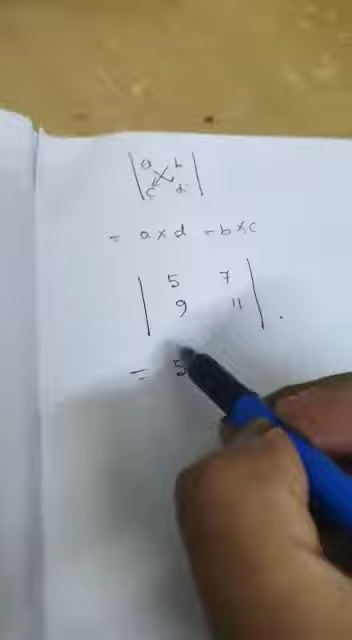 | a b |
| c d |
= a × d = b × c
| 5 7 |
| 9 11 | .
= 5